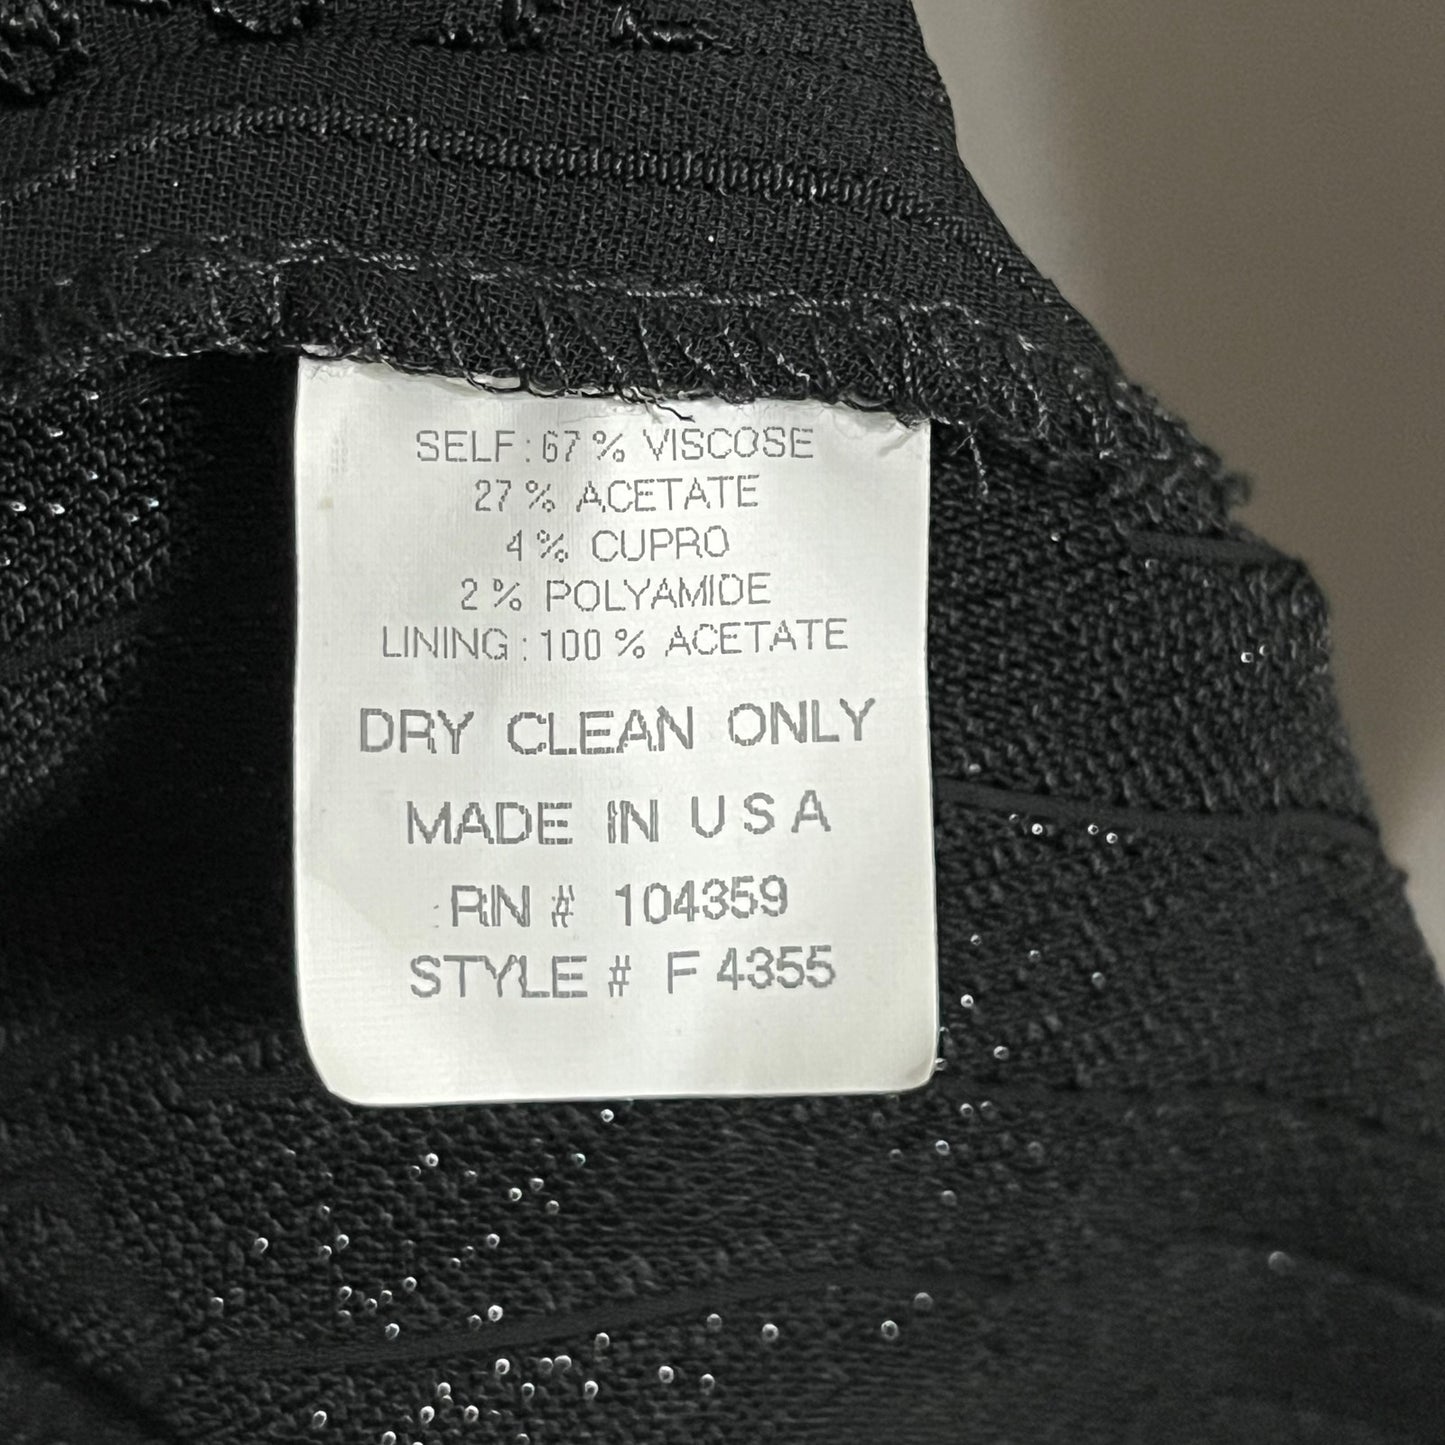 SELF: 67% VISCOSE
27% ACETATE
4% CUPRO
2% POLYAMIDE
LINING: 100% ACETATE
DRY CLEAN ONLY
MADE IN U S A
RN # 104359
STYLE # F4355